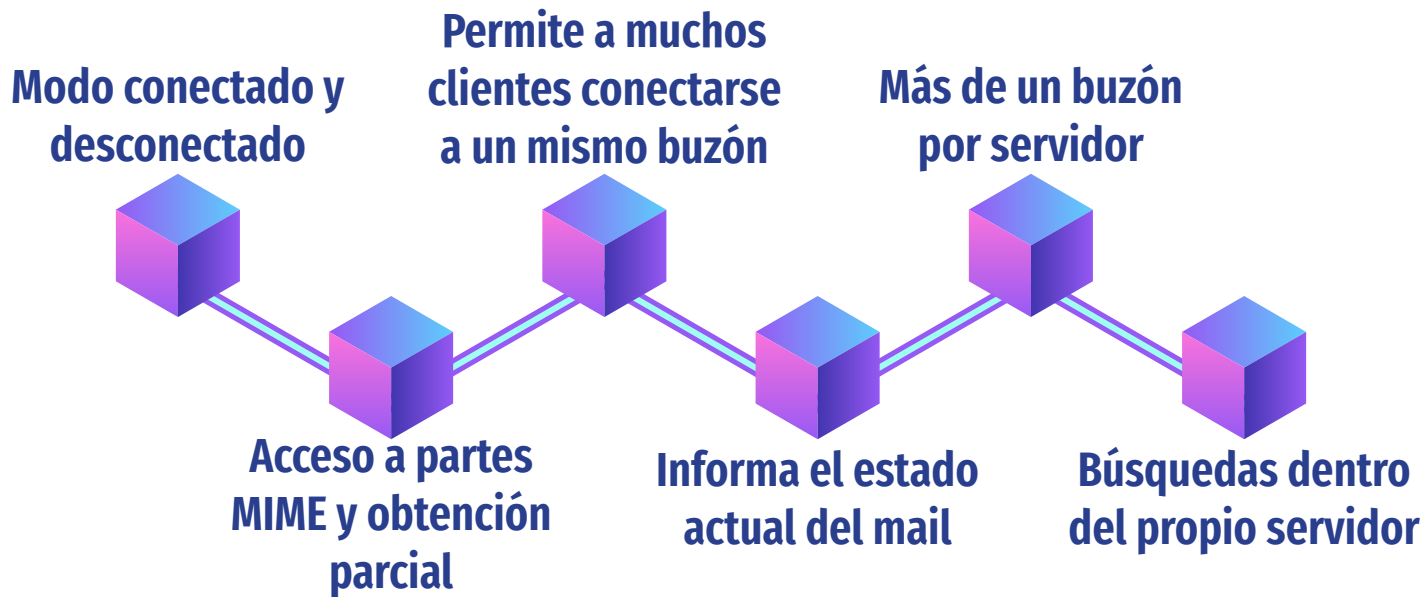 Modo conectado y
desconectado
Acceso a partes
MIME y obtención
parcial
Permite a muchos
clientes conectarse
a un mismo buzón
Informa el estado
actual del mail
Más de un buzón
por servidor
Búsquedas dentro
del propio servidor